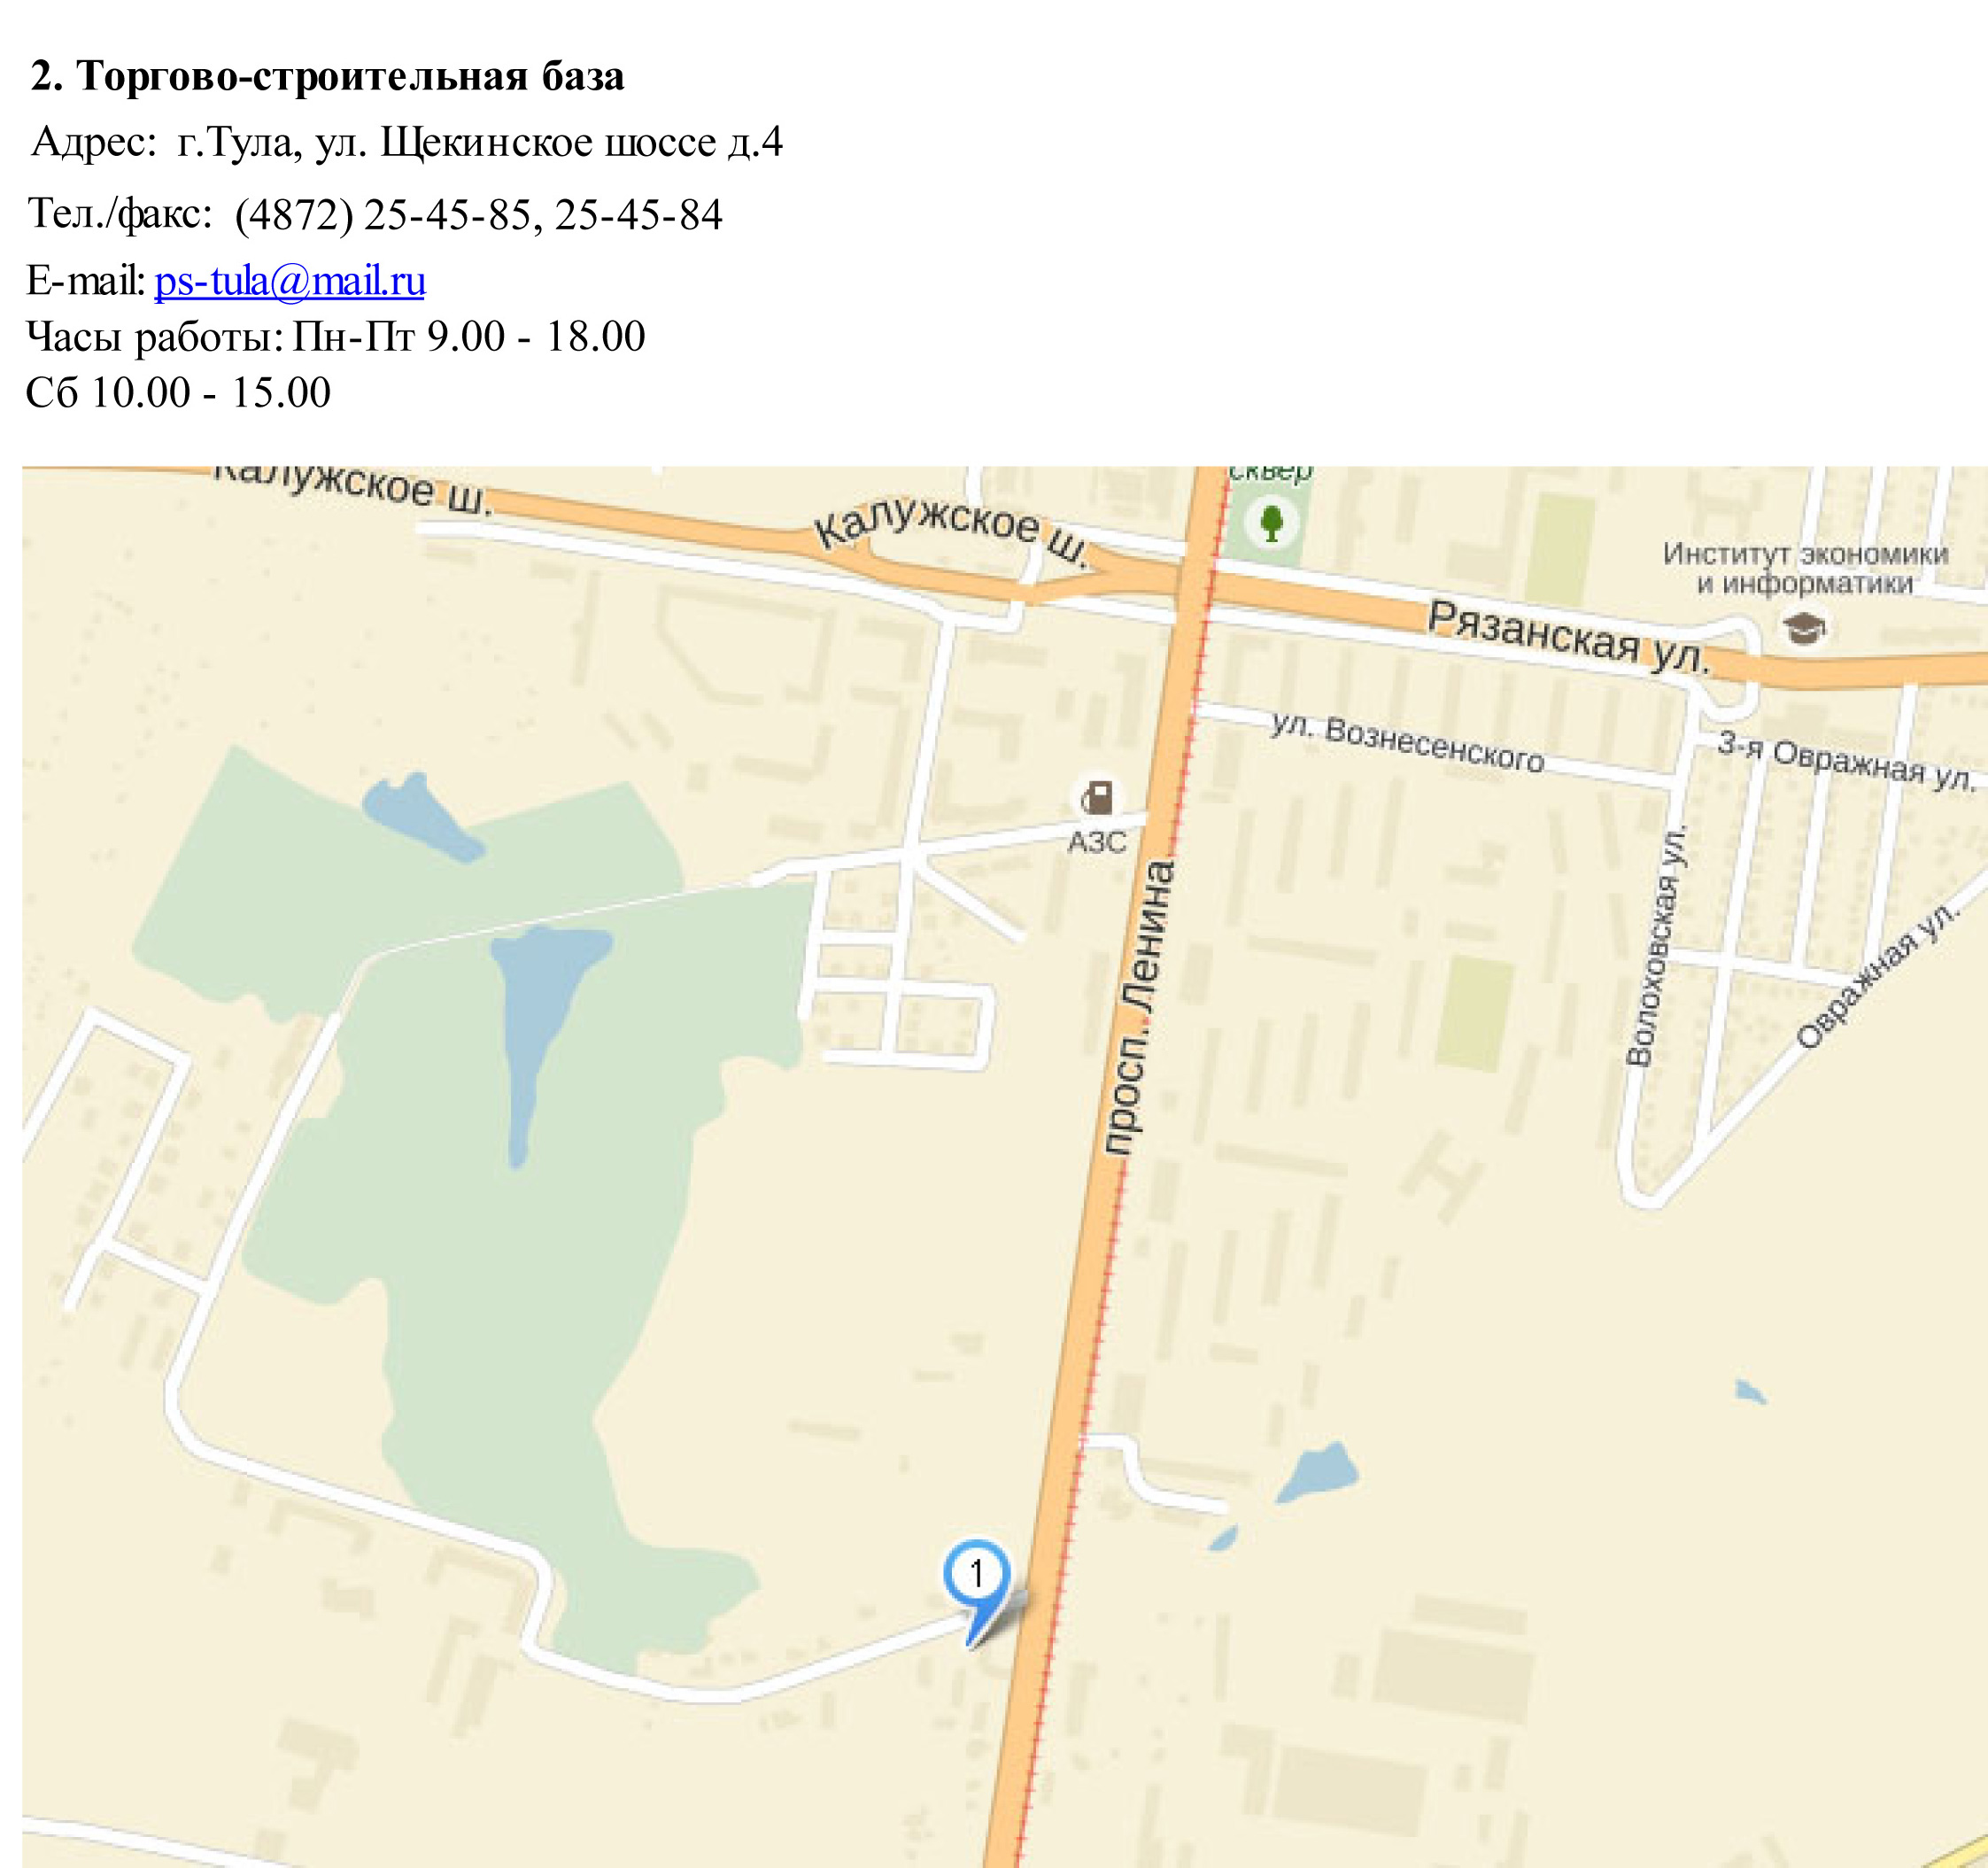 2. Торгово-строительная база
Адрес: г.Тула, ул. Щекинское шоссе д.4
Тел./факс: (4872) 25-45-85, 25-45-84
E-mail: ps-tula@mail.ru
Часы работы: Пн-Пт 9.00 - 18.00
Сб 10.00 - 15.00
Калужское ш.
сквер
Калужское ш.
Институт экономики
и информатики
Рязанская ул.
ул. Вознесенского
3-я Овражная ул.
АЗС
просп. Ленина
Волоховская ул.
Овражная ул.
1